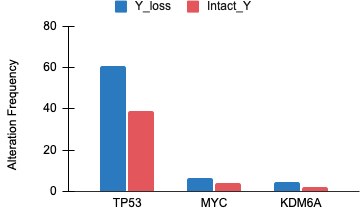 Y_loss Intact_Y
Alteration Frequency
80
60
40
20
0
TP53 MYC KDM6A